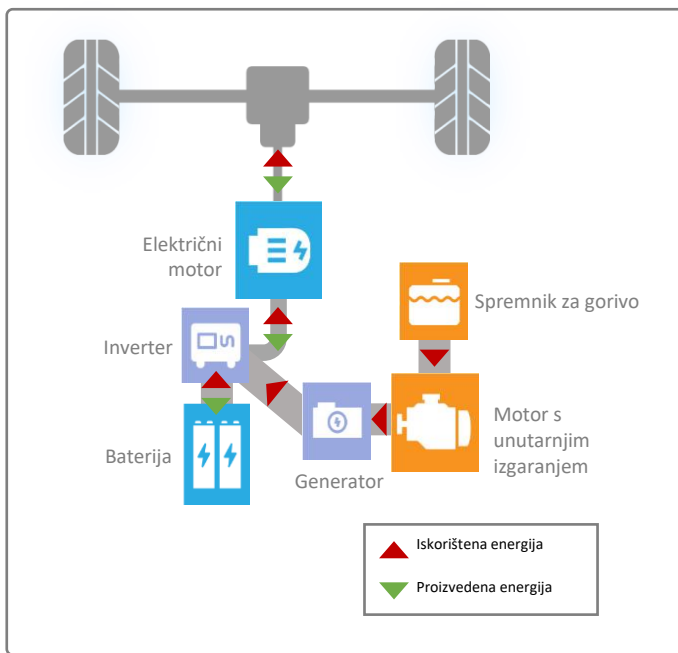 Električni
motor
Spremnik za gorivo
Inverter
Motor s
unutarnjim
izgaranjem
Baterija
Generator
Iskorištena energija
Proizvedena energija